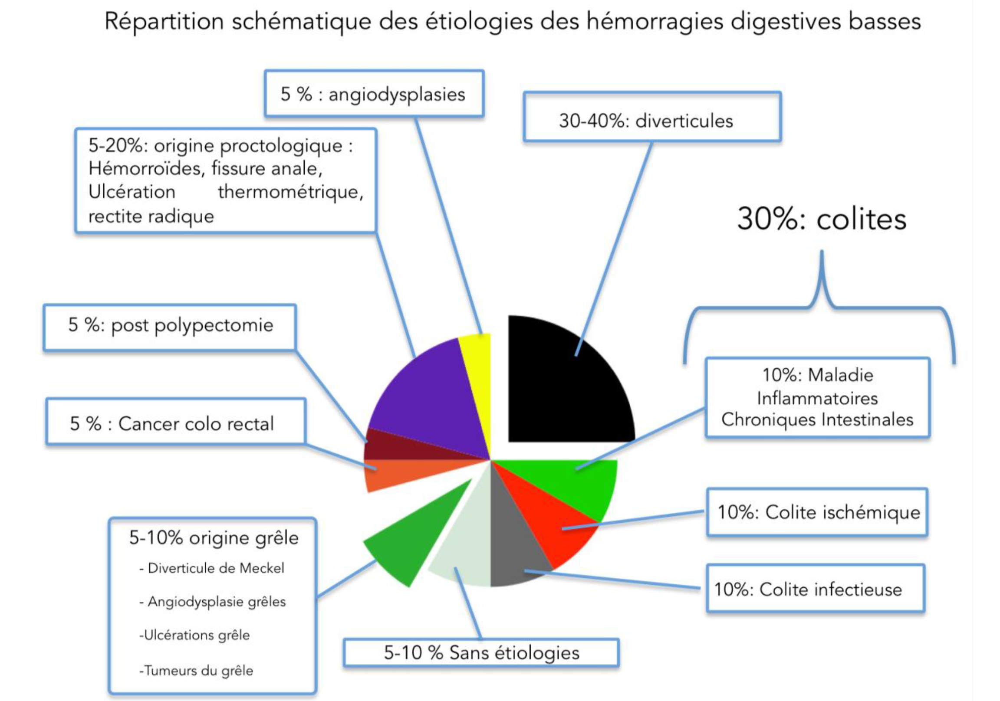 Répartition schématique des étiologies des hémorragies digestives basses
5 % : angiodysplasies
30-40%: diverticules
5-20%: origine proctologique :
Hémorroïdes, fissure anale,
Ulcération thermométrique,
rectite radique
30%: colites
5 %: post polypectomie
10%: Maladie
Inflammatoires
Chroniques Intestinales
5 % : Cancer colo rectal
10%: Colite ischémique
5-10% origine grêle
- Diverticule de Meckel
- Angiodysplasie grêles
-Ulcérations grêle
-Tumeurs du grêle
10%: Colite infectieuse
5-10 % Sans étiologies